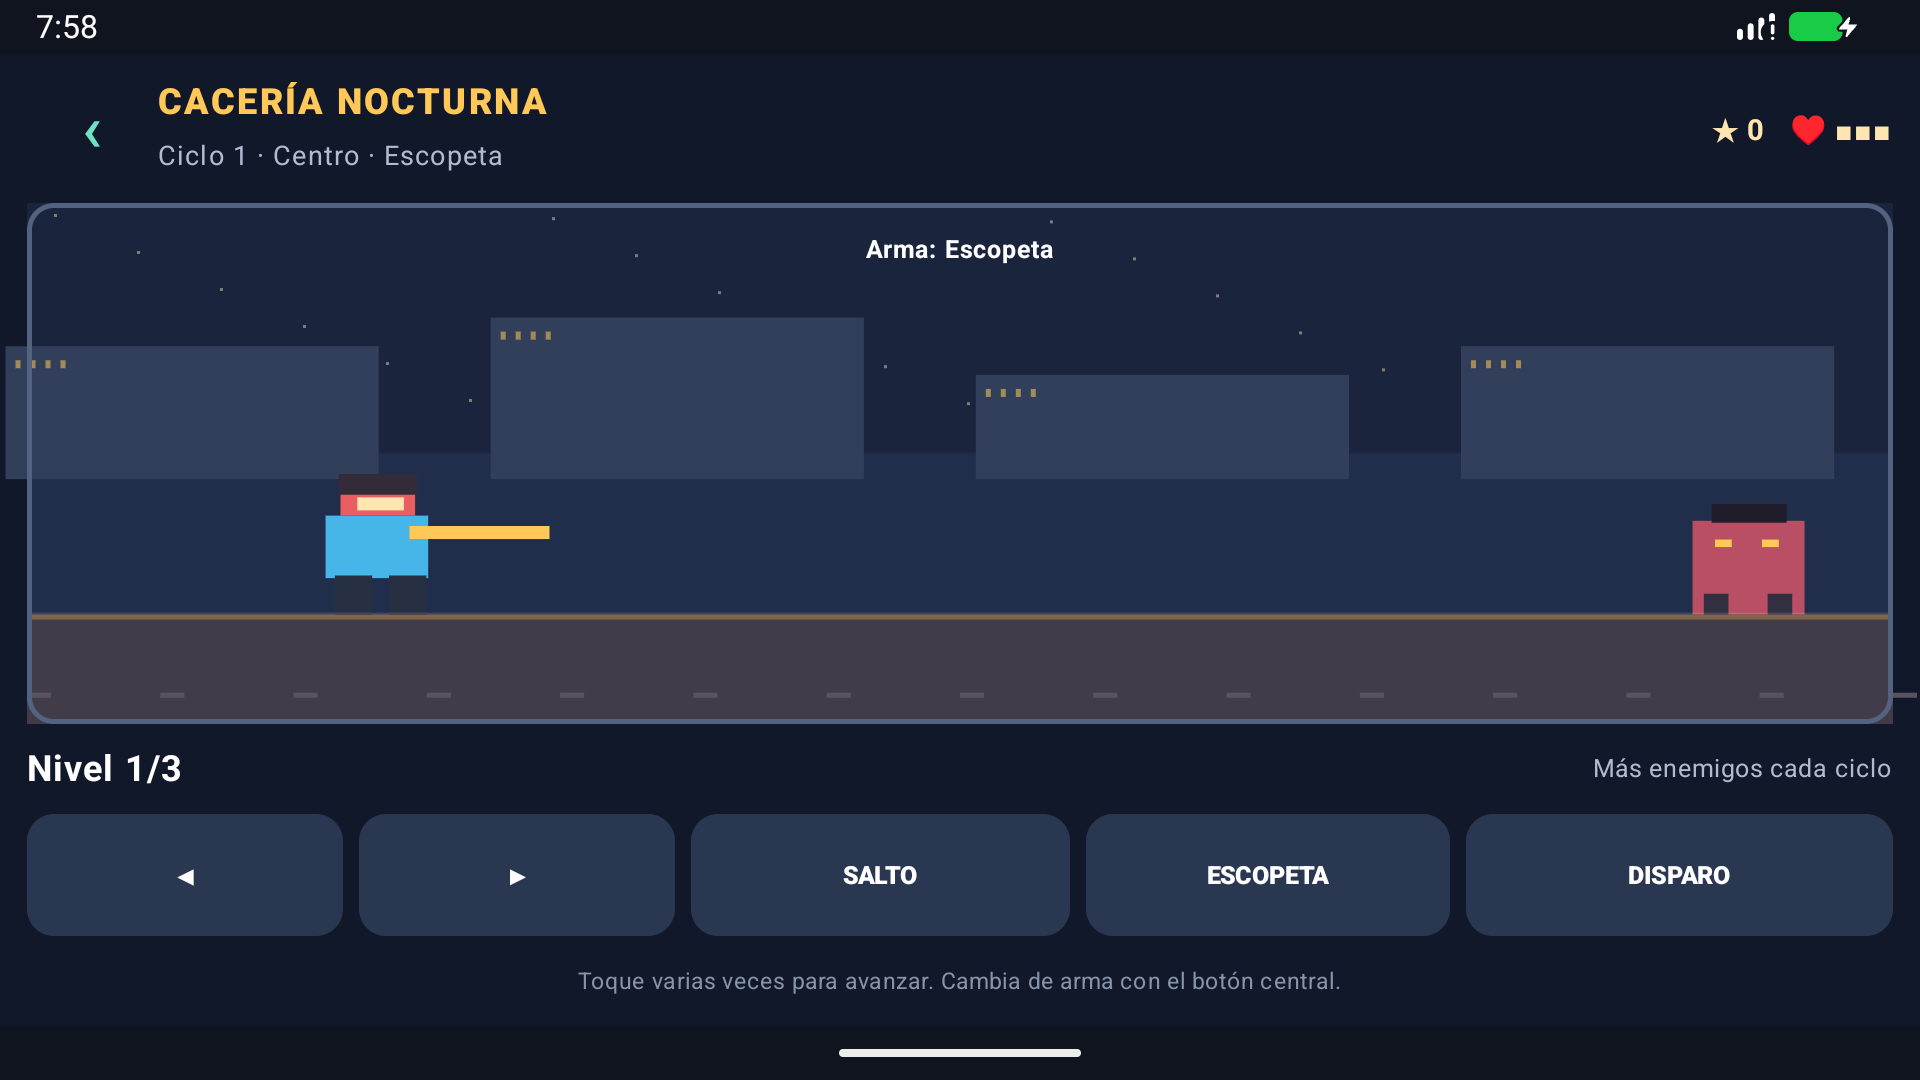 7:58
CACERÍA NOCTURNA
Ciclo 1 · Centro · Escopeta
★ 0 ❤️ ■■■
Arma: Escopeta
Nivel 1/3
Más enemigos cada ciclo
◀ ▶ SALTO ESCOPETA DISPARO
Toque varias veces para avanzar. Cambia de arma con el botón central.